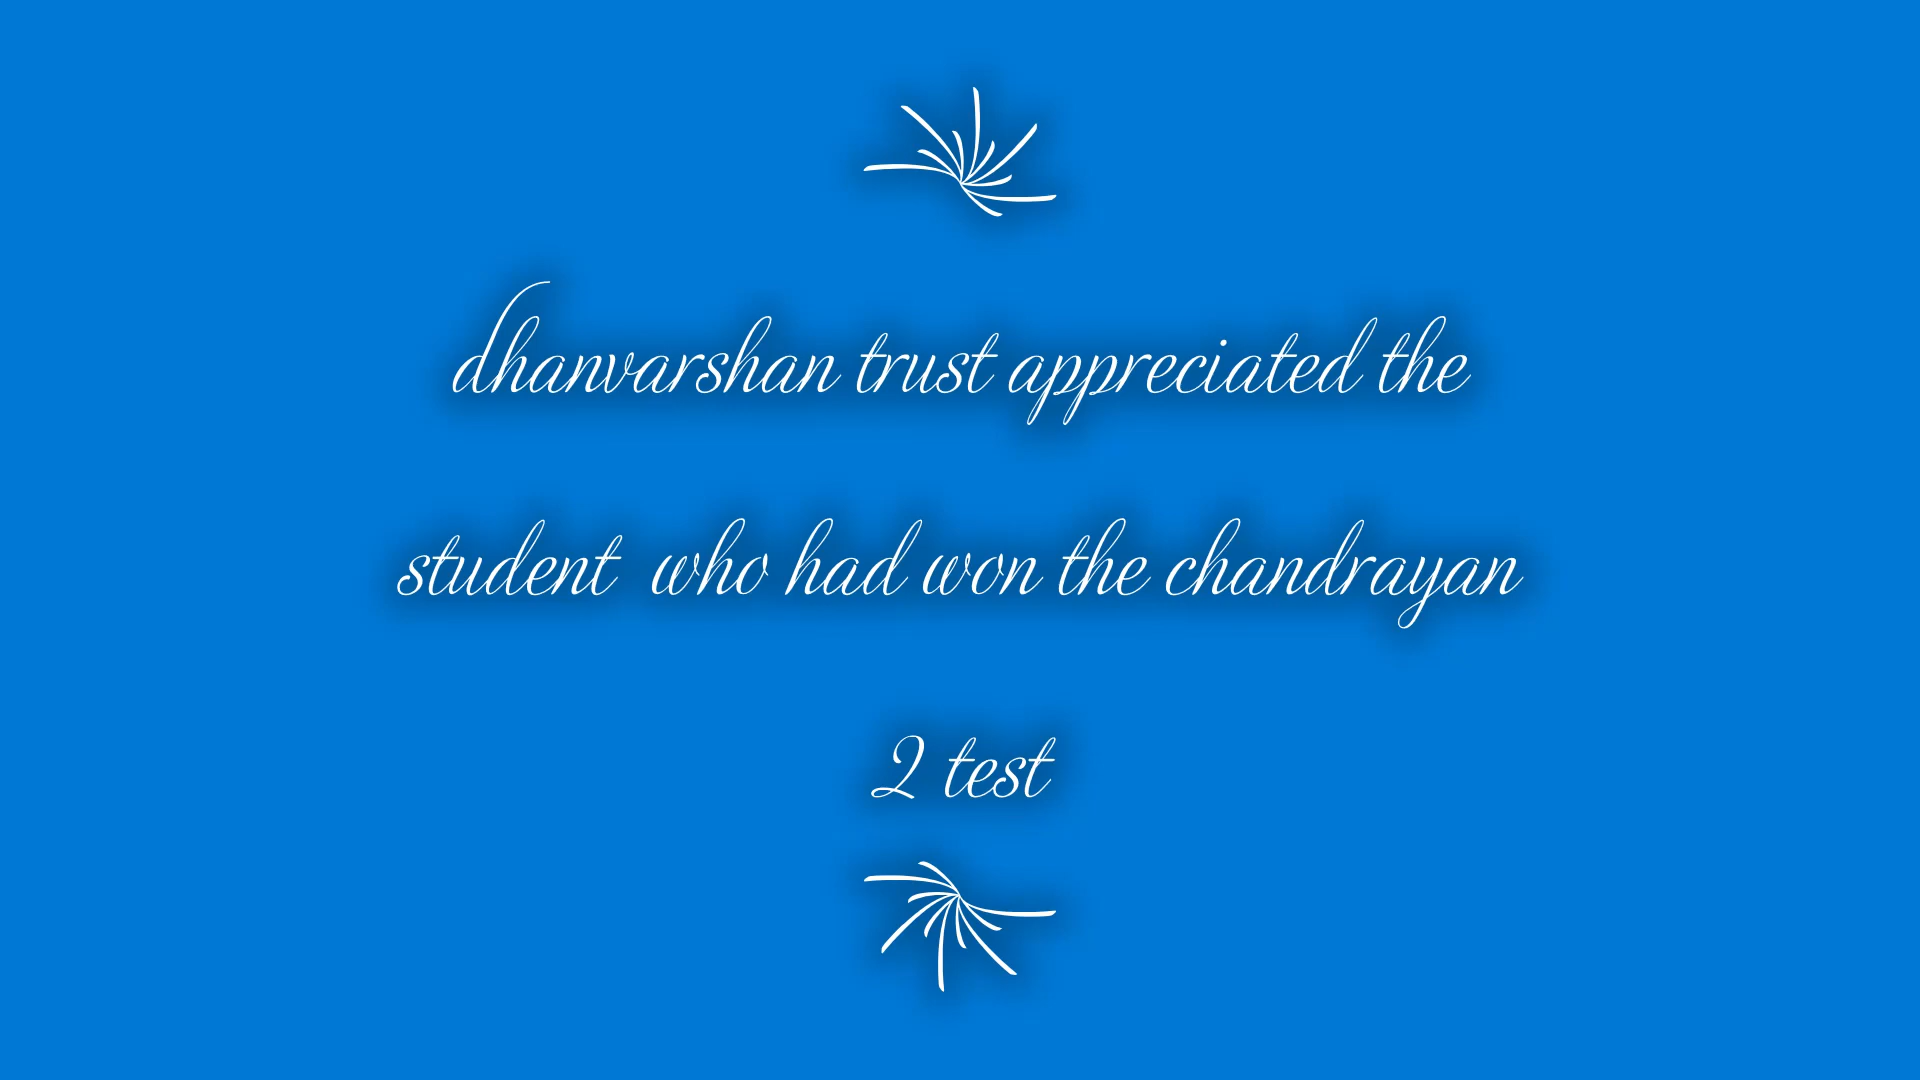 dhanvarshan trust appreciated the
student  who had won the chandrayan
2 test